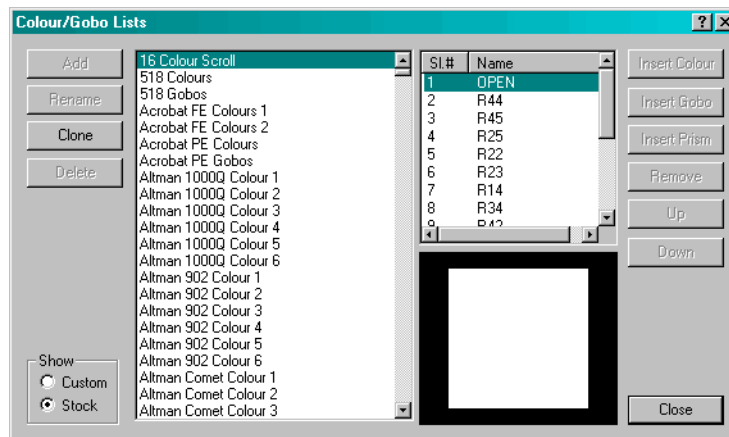 Colour/Gobo Lists
Add
Rename
Clone
Delete
16 Colour Scroll
518 Colours
518 Gobos
Acrobat FE Colours 1
Acrobat FE Colours 2
Acrobat PE Colours
Acrobat PE Gobos
Altman 1000Q Colour 1
Altman 1000Q Colour 2
Altman 1000Q Colour 3
Altman 1000Q Colour 4
Altman 1000Q Colour 5
Altman 1000Q Colour 6
Altman 902 Colour 1
Altman 902 Colour 2
Altman 902 Colour 3
Altman 902 Colour 4
Altman 902 Colour 5
Altman 902 Colour 6
Altman Comet Colour 1
Altman Comet Colour 2
Altman Comet Colour 3
Sl.# Name
1 OPEN
2 R44
3 R45
4 R25
5 R22
6 R23
7 R14
8 R34
9 R42
Insert Colour
Insert Gobo
Insert Prism
Remove
Up
Down
Show
Custom
Stock
Close